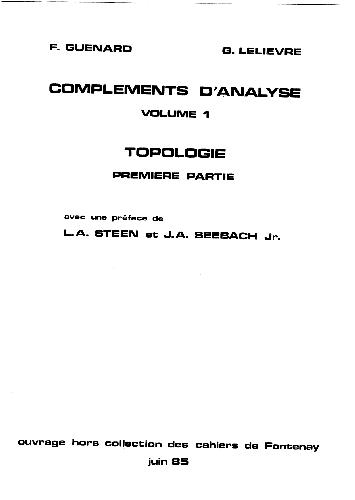 F. GUENARD G. LELIEVRE
COMPLEMENTS D'ANALYSE
VOLUME 1
TOPOLOGIE
PREMIERE PARTIE
avec une préface de
L.A. STEEN et J.A. SEEBACH Jr.
ouvrage hors collection des cahiers de Fontenay
juin 85